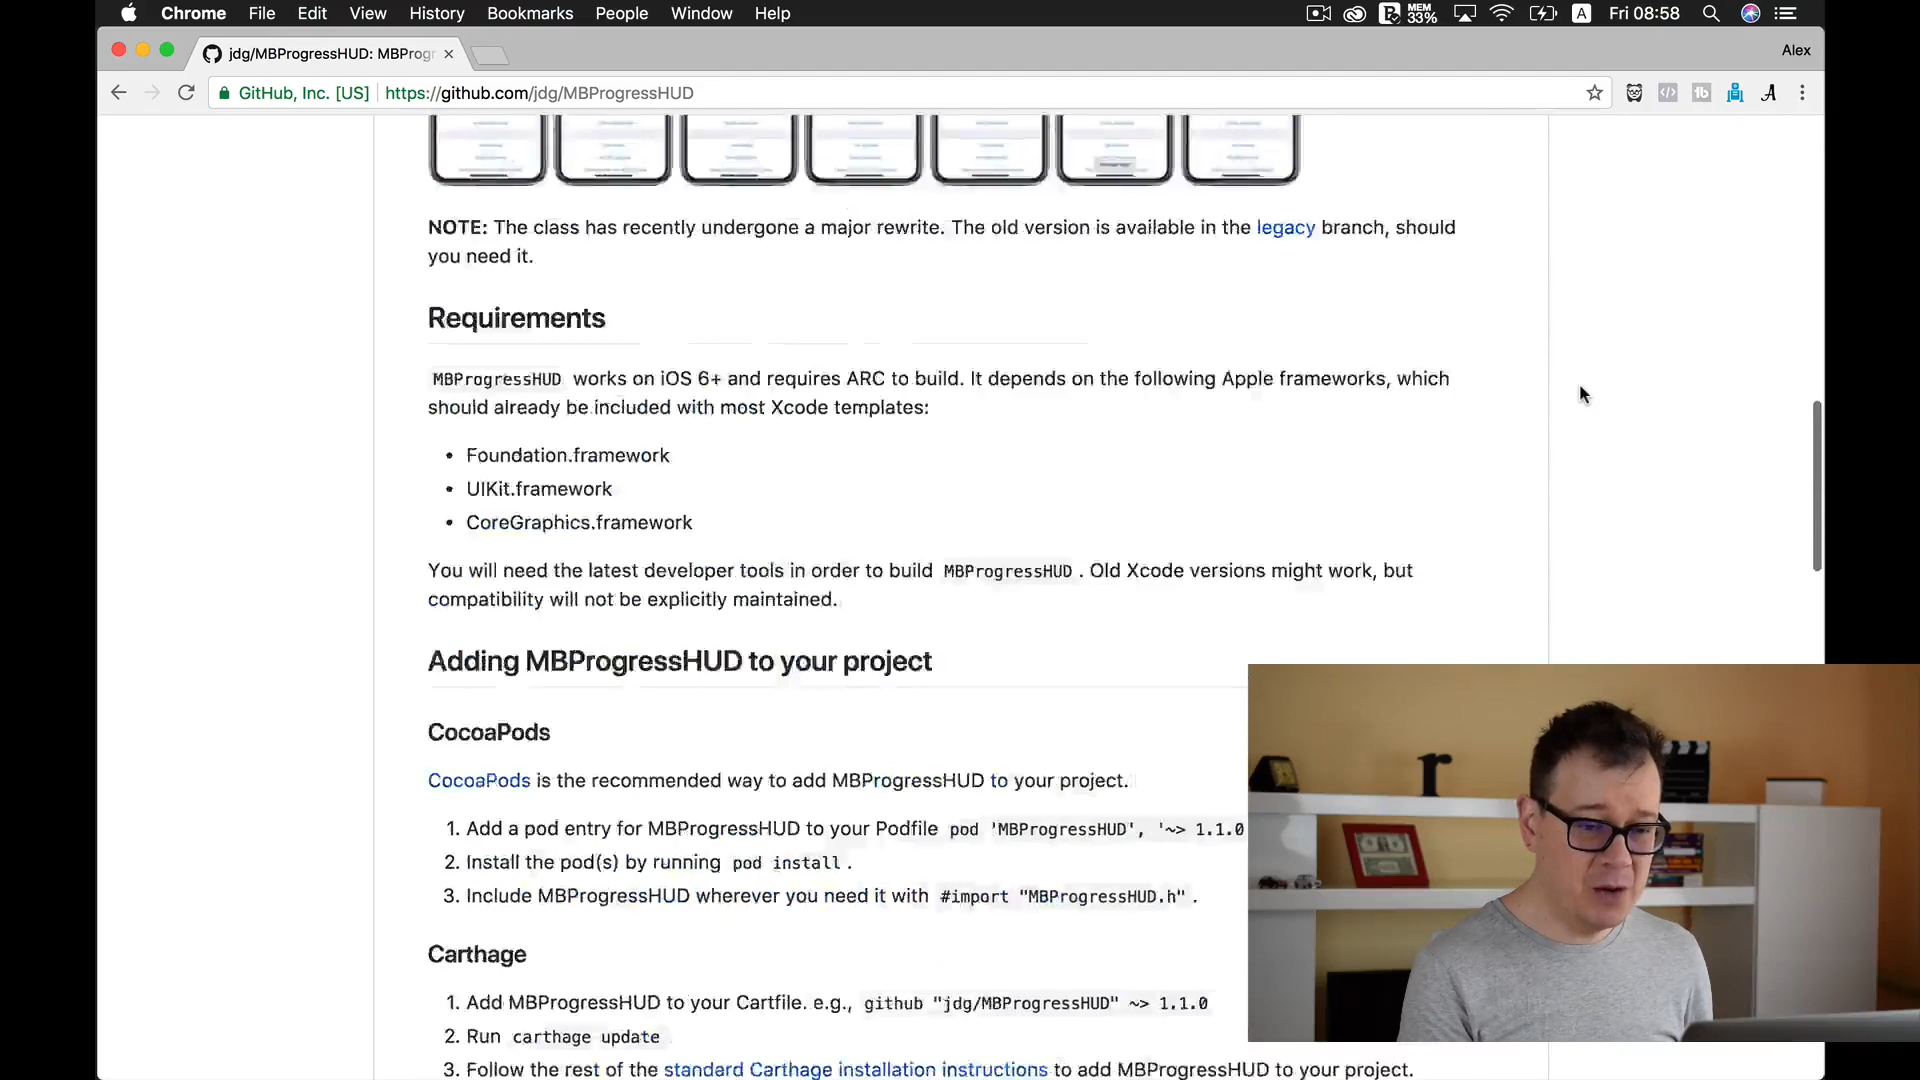 Chrome File Edit View History Bookmarks People Window Help MEM 33% A Fri 08:58
jdg/MBProgressHUD: MBProgr Alex
GitHub, Inc. [US] https://github.com/jdg/MBProgressHUD
NOTE: The class has recently undergone a major rewrite. The old version is available in the legacy branch, should
you need it.
Requirements
MBProgressHUD works on iOS 6+ and requires ARC to build. It depends on the following Apple frameworks, which
should already be included with most Xcode templates:
• Foundation.framework
• UIKit.framework
• CoreGraphics.framework
You will need the latest developer tools in order to build MBProgressHUD . Old Xcode versions might work, but
compatibility will not be explicitly maintained.
Adding MBProgressHUD to your project
CocoaPods
CocoaPods is the recommended way to add MBProgressHUD to your project.
1. Add a pod entry for MBProgressHUD to your Podfile pod 'MBProgressHUD', '~> 1.1.0
2. Install the pod(s) by running pod install .
3. Include MBProgressHUD wherever you need it with #import "MBProgressHUD.h" .
Carthage
1. Add MBProgressHUD to your Cartfile. e.g., github "jdg/MBProgressHUD" ~> 1.1.0
2. Run carthage update
3. Follow the rest of the standard Carthage installation instructions to add MBProgressHUD to your project.